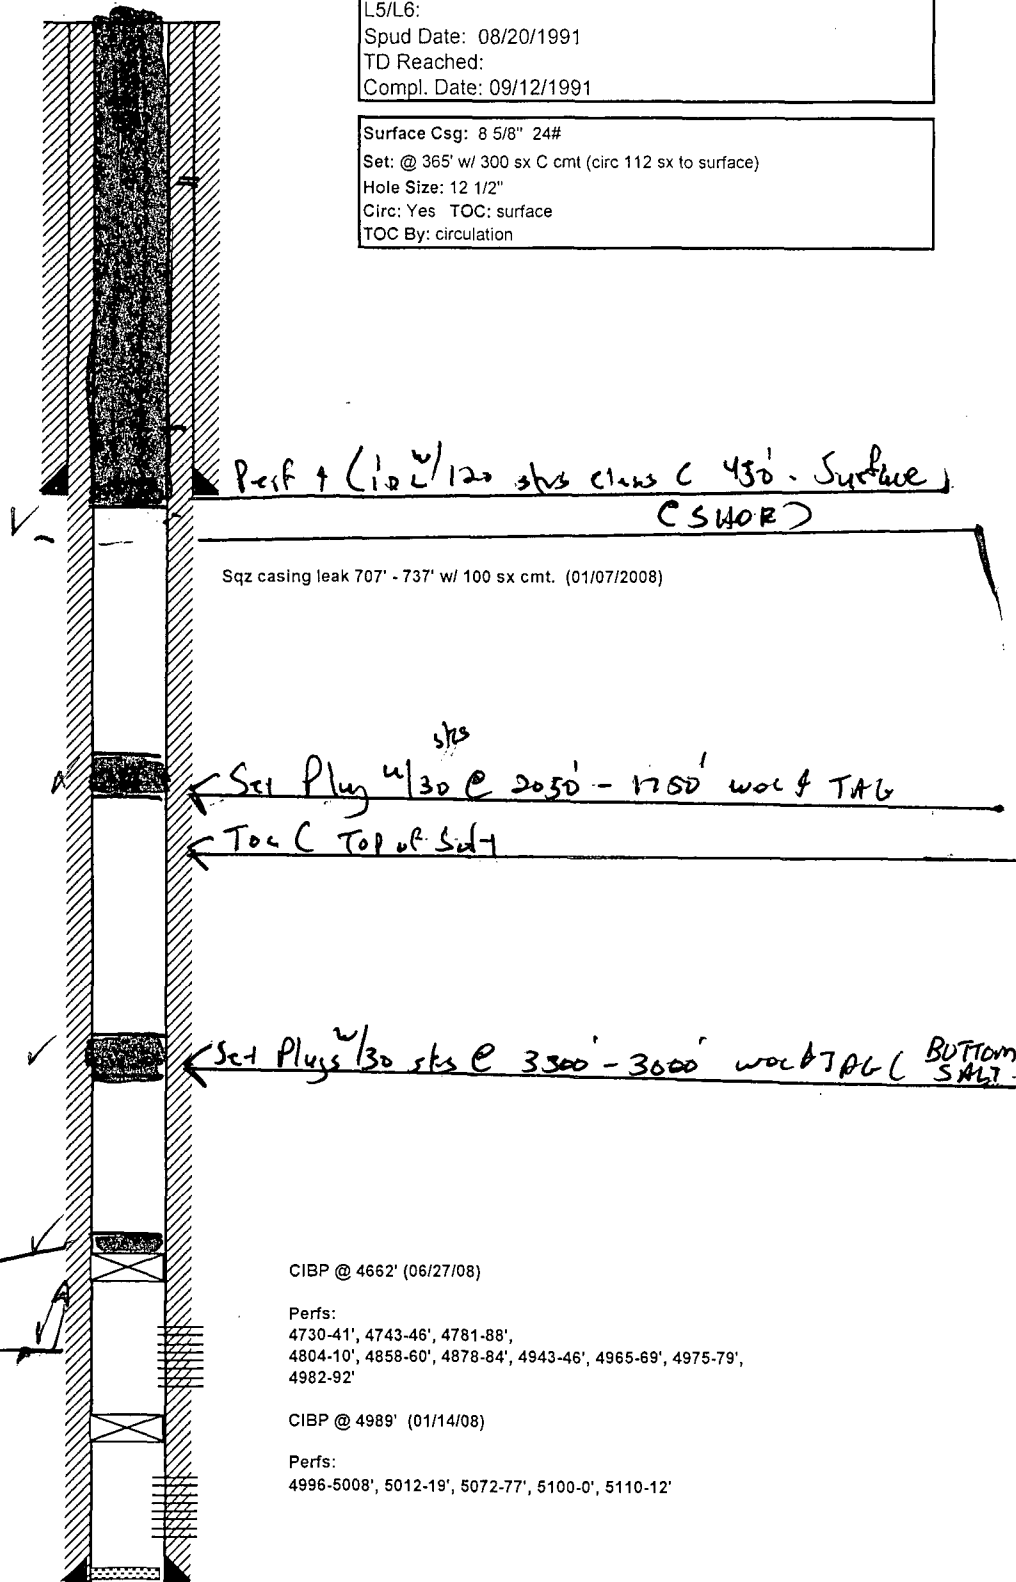 L5/L6:
Spud Date: 08/20/1991
TD Reached:
Compl. Date: 09/12/1991
Surface Csg: 8 5/8" 24#
Set: @ 365' w/ 300 sx C cmt (circ 112 sx to surface)
Hole Size: 12 1/2"
Circ: Yes TOC: surface
TOC By: circulation
Perf & Circ w/ 120 sks class C 450' - Surface
(SHOE)
Sqz casing leak 707' - 737' w/ 100 sx cmt. (01/07/2008)
Set Plug w/30 sks @ 2050' - 1750' WOC & TAG
Top of Salt
Set Plugs w/30 sks @ 3300' - 3000' WOC & TAG (BOTTOM
SALT
CIBP @ 4662' (06/27/08)
Perfs:
4730-41', 4743-46', 4781-88',
4804-10', 4858-60', 4878-84', 4943-46', 4965-69', 4975-79',
4982-92'
CIBP @ 4989' (01/14/08)
Perfs:
4996-5008', 5012-19', 5072-77', 5100-0', 5110-12'